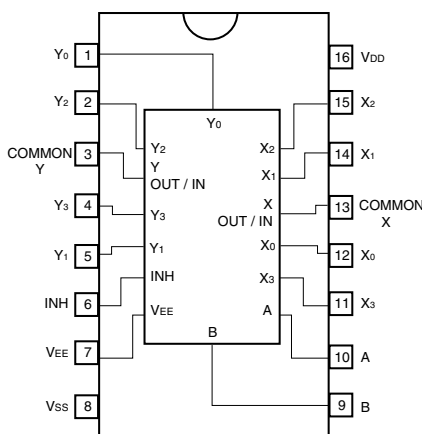 Y0 1 16 VDD
Y2 2 15 X2
COMMON Y 3 14 X1
Y3 4 13 COMMON X
Y1 5 12 X0
INH 6 11 X3
VEE 7 10 A
VSS 8 9 B
Y0
Y2 X2
Y OUT / IN X1
Y3 X OUT / IN
Y1 X0
INH X3
VEE A
B